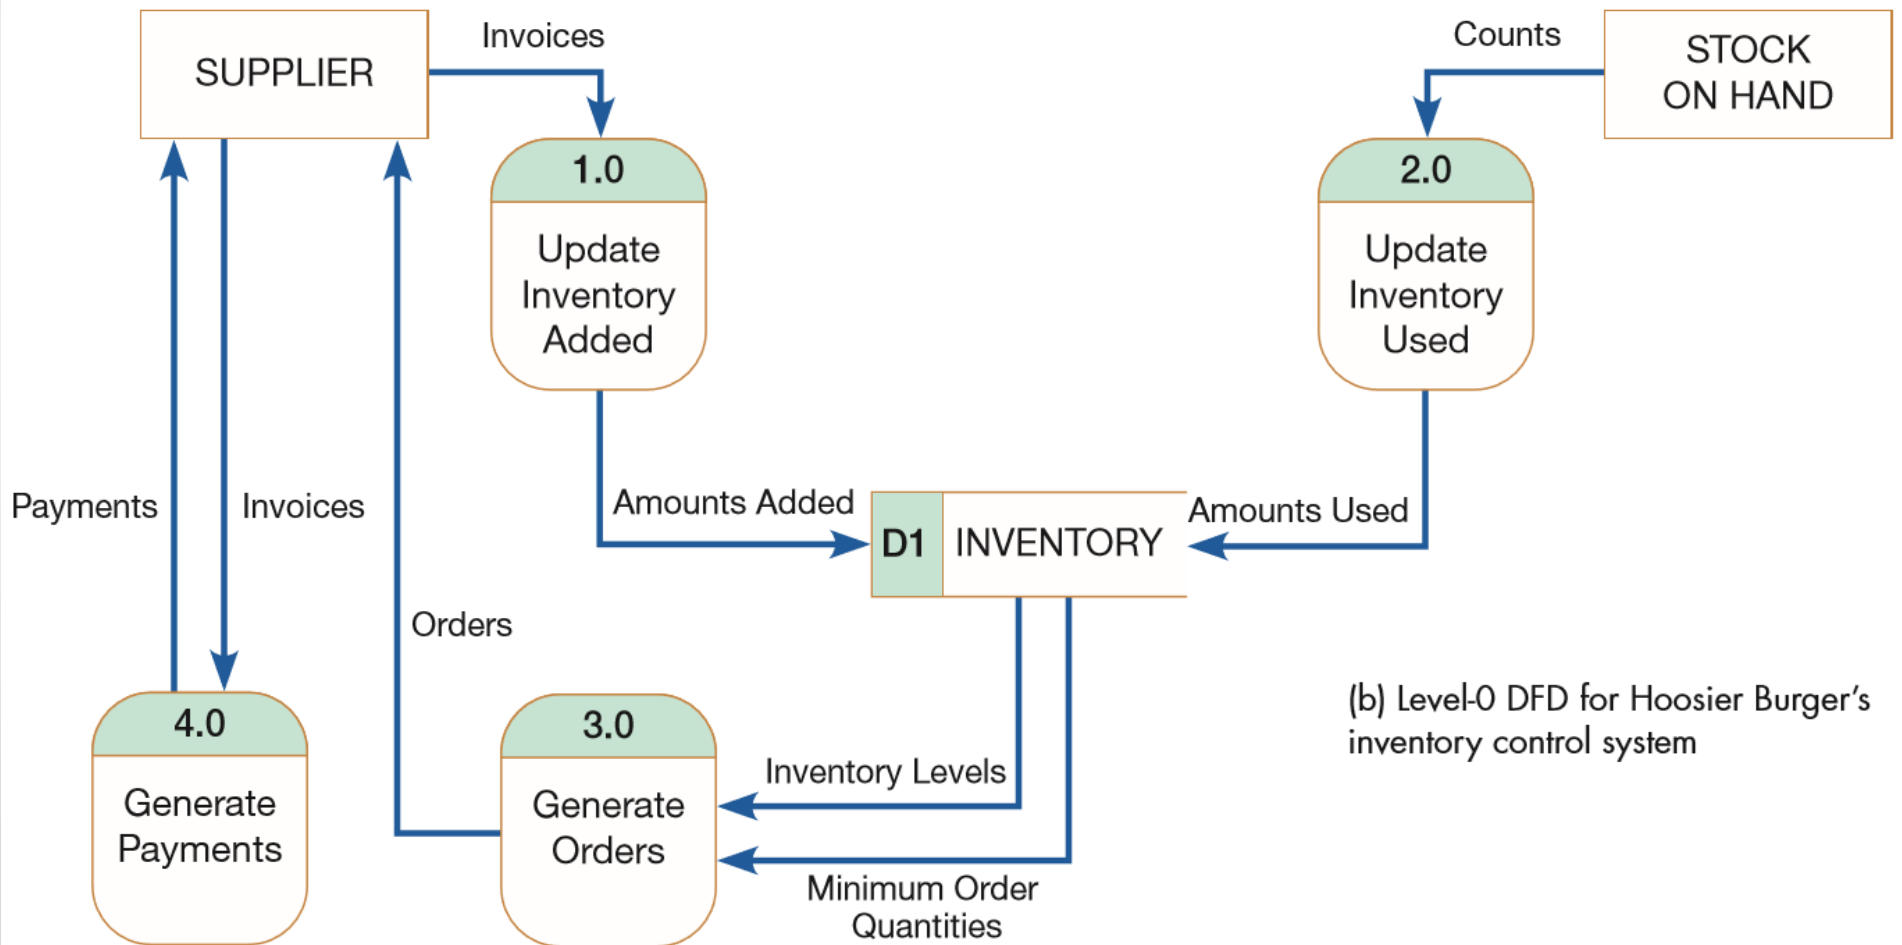 SUPPLIER
Invoices
Counts
STOCK
ON HAND
1.0
Update
Inventory
Added
2.0
Update
Inventory
Used
Payments
Invoices
Amounts Added
D1 INVENTORY
Amounts Used
Orders
4.0
Generate
Payments
3.0
Generate
Orders
Inventory Levels
Minimum Order
Quantities
(b) Level-0 DFD for Hoosier Burger’s
inventory control system